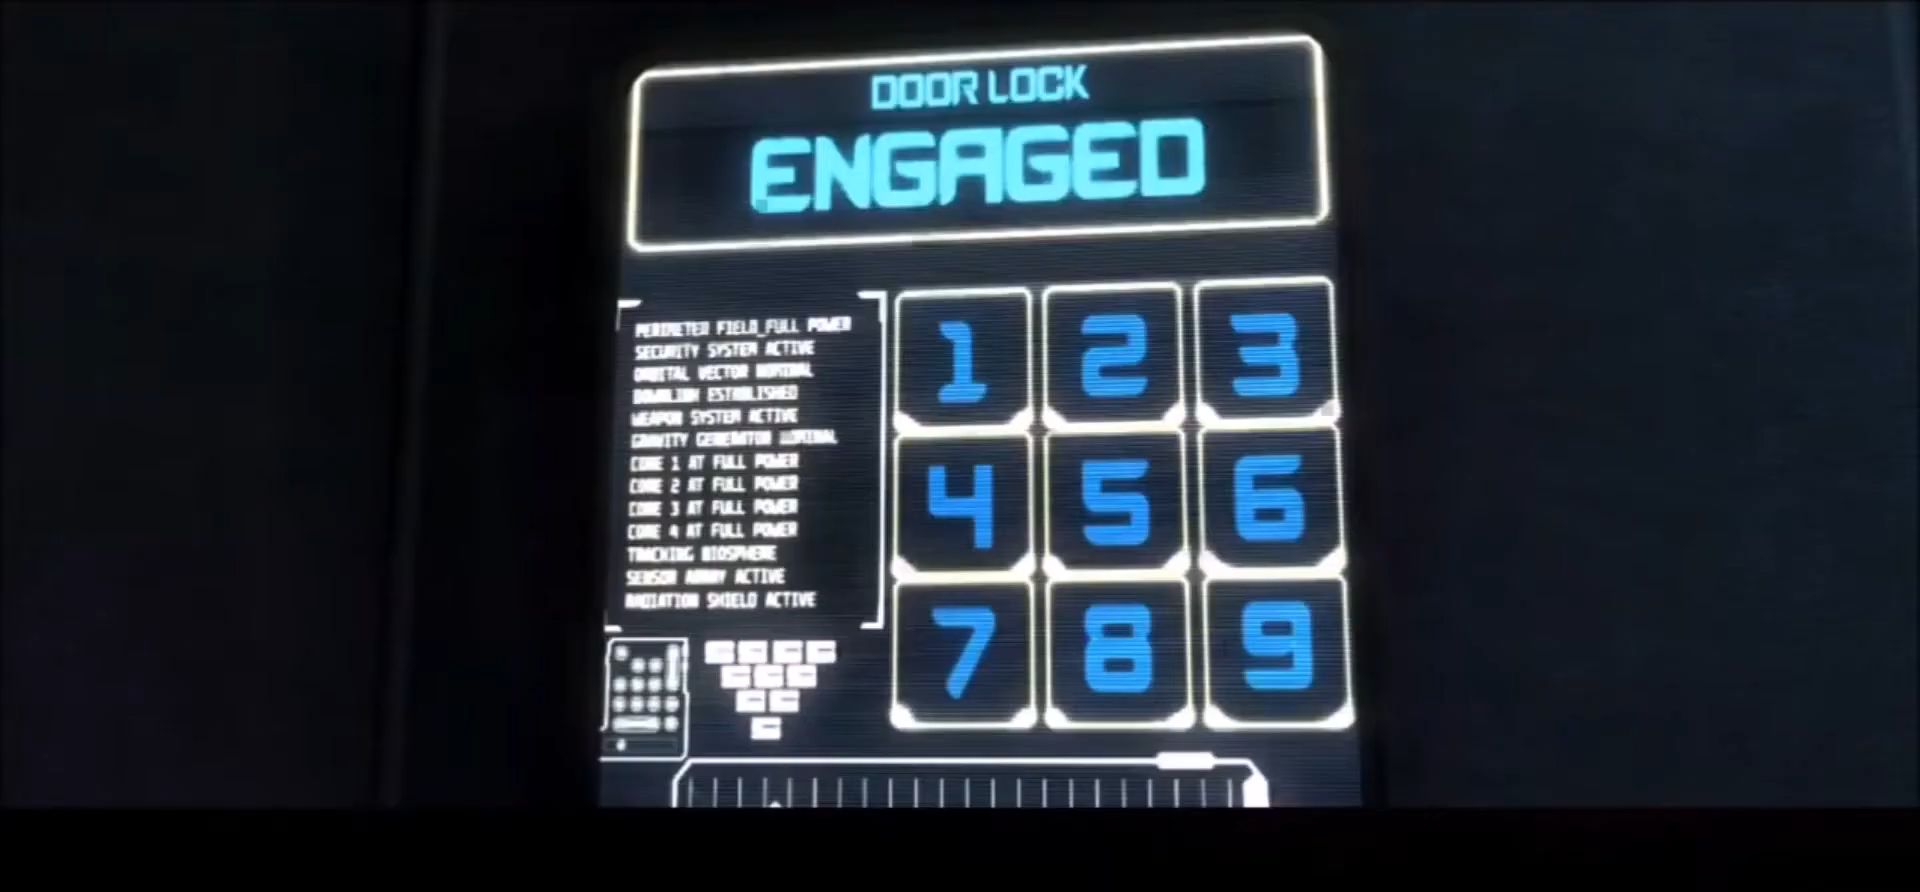 DOOR LOCK
ENGAGED
PERIMETED FIELD_FULL POWER
SECURITY SYSTEM ACTIVE
ORBITAL VECTOR NOMINAL
DOWNLINK ESTABLISHED
WEAPON SYSTEM ACTIVE
GRAVITY GENERATOR NOMINAL
CORE 1 AT FULL POWER
CORE 2 AT FULL POWER
CORE 3 AT FULL POWER
CORE 4 AT FULL POWER
TRACKING BIOSPHERE
SENSOR ARRAY ACTIVE
RADIATION SHIELD ACTIVE
1 2 3
4 5 6
7 8 9